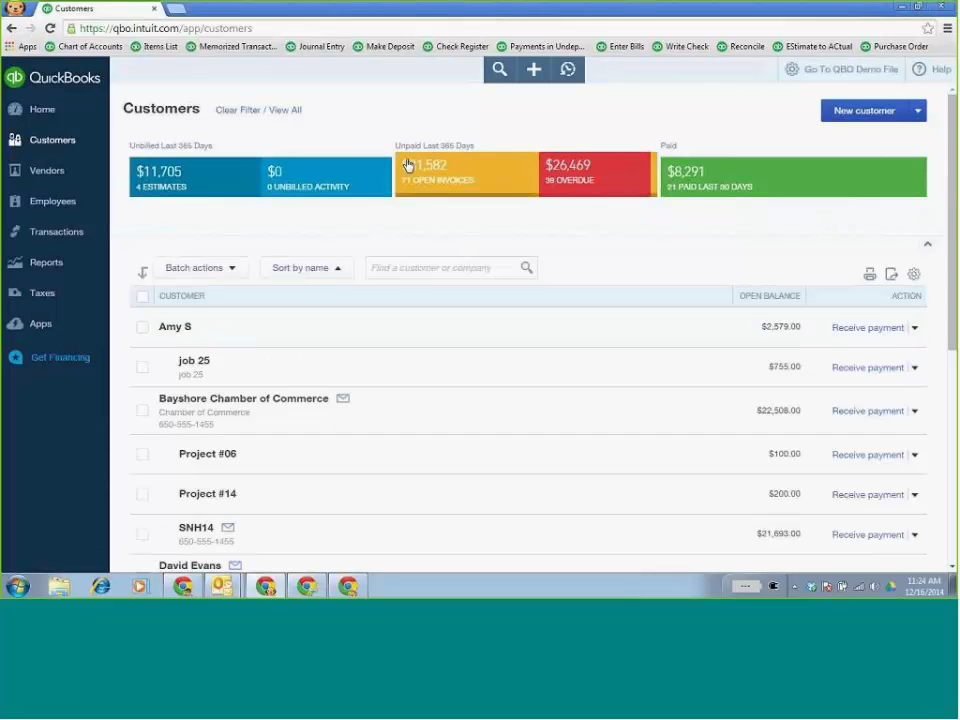 Customers
https://qbo.intuit.com/app/customers
Apps Chart of Accounts Items List Memorized Transact... Journal Entry Make Deposit Check Register Payments in Undep... Enter Bills Write Check Reconcile EStimate to ACtual Purchase Order
qb QuickBooks
Go To QBO Demo File Help
Home
Customers
Vendors
Employees
Transactions
Reports
Taxes
Apps
Get Financing
Customers Clear Filter / View All
New customer
Unbilled Last 365 Days Unpaid Last 365 Days Paid
$11,705 $0 1,582 $26,469 $8,291
4 ESTIMATES 0 UNBILLED ACTIVITY 71 OPEN INVOICES 39 OVERDUE 21 PAID LAST 30 DAYS
Batch actions Sort by name Find a customer or company
CUSTOMER OPEN BALANCE ACTION
Amy S $2,579.00 Receive payment
job 25
job 25
$755.00 Receive payment
Bayshore Chamber of Commerce
Chamber of Commerce
650-555-1455
$22,508.00 Receive payment
Project #06 $100.00 Receive payment
Project #14 $200.00 Receive payment
SNH14
650-555-1455
$21,693.00 Receive payment
David Evans
11:24 AM
12/16/2014